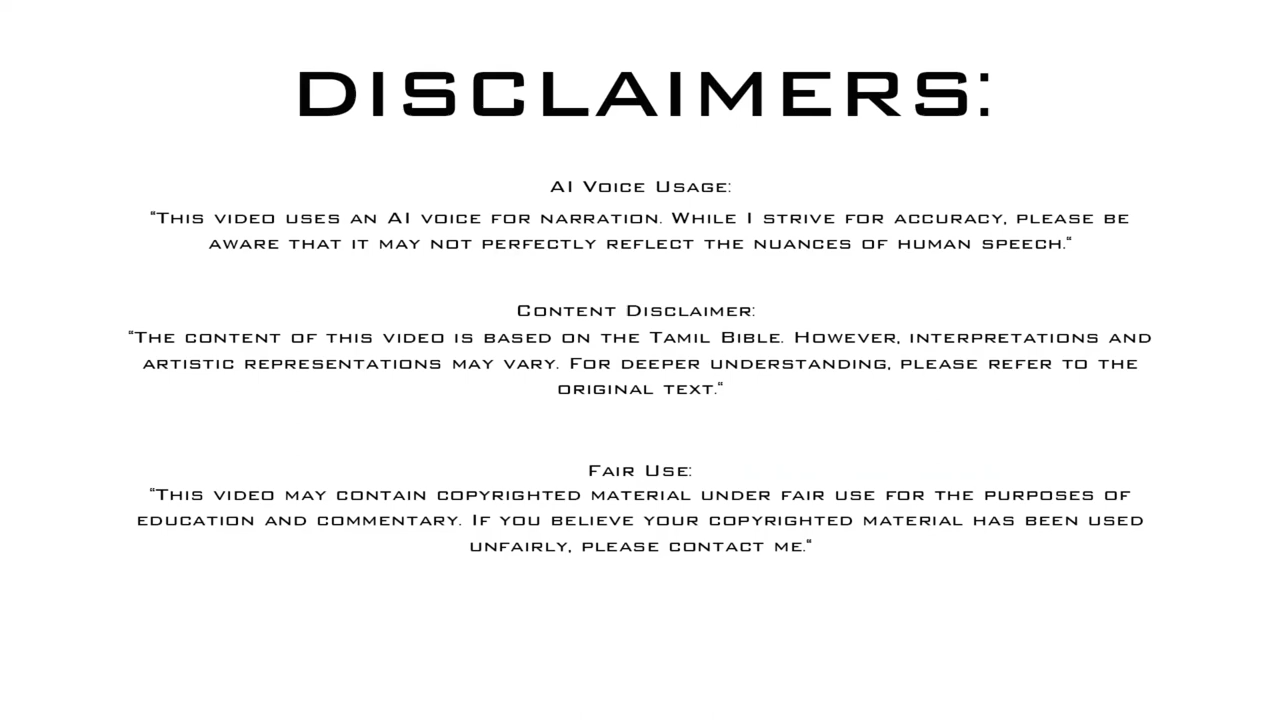 DISCLAIMERS:
AI Voice Usage:
"This video uses an AI voice for narration. While I strive for accuracy, please be
aware that it may not perfectly reflect the nuances of human speech."
Content Disclaimer:
"The content of this video is based on the Tamil Bible. However, interpretations and
artistic representations may vary. For deeper understanding, please refer to the
original text."
Fair Use:
"This video may contain copyrighted material under fair use for the purposes of
education and commentary. If you believe your copyrighted material has been used
unfairly, please contact me."